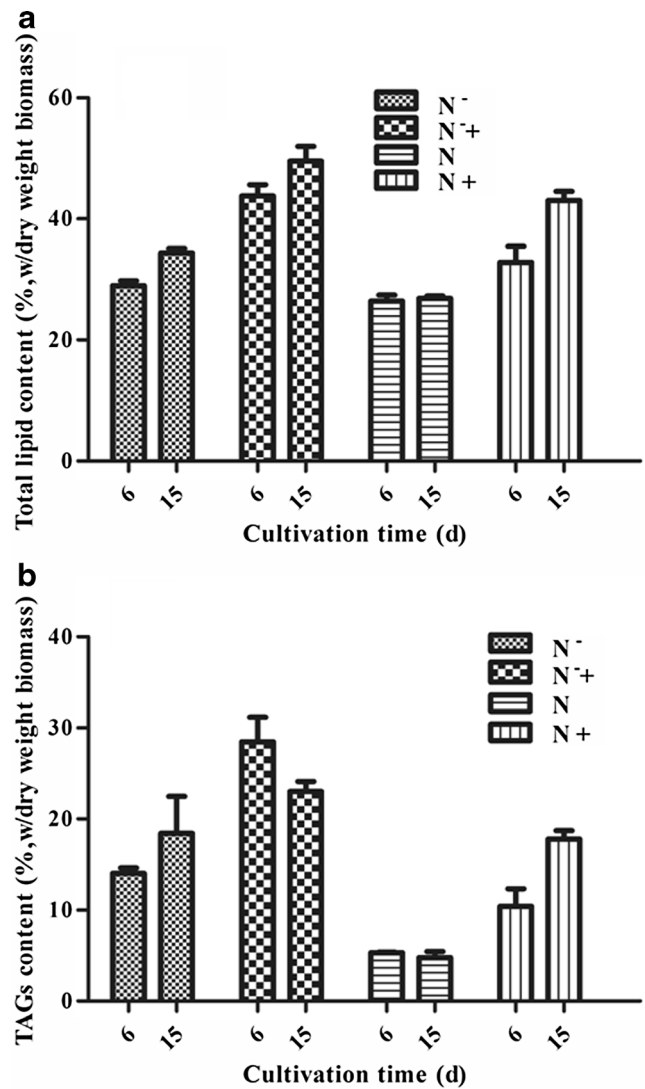 a
Total lipid content (%,w/dry weight biomass)
60
40
20
0
N-
N-+
N
N+
6 15 6 15 6 15 6 15
Cultivation time (d)
b
TAGs content (%,w/dry weight biomass)
40
30
20
10
0
N-
N-+
N
N+
6 15 6 15 6 15 6 15
Cultivation time (d)